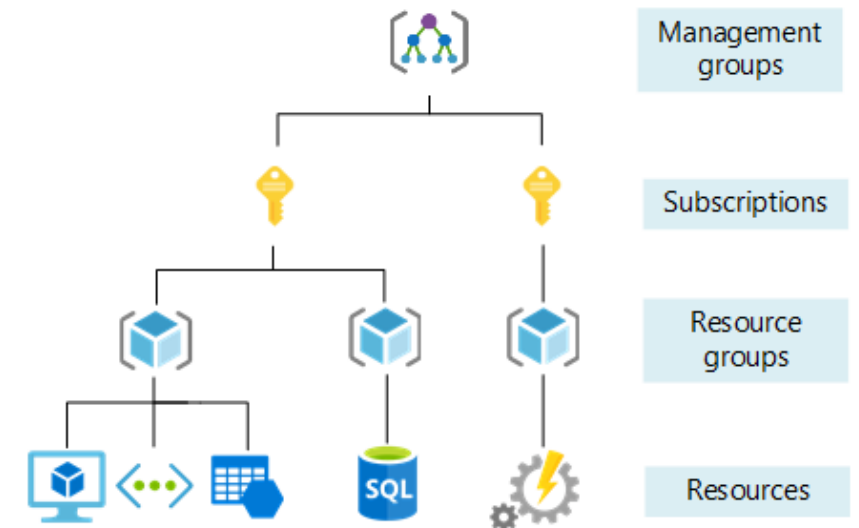 Management
groups
Subscriptions
Resource
groups
SQL
Resources